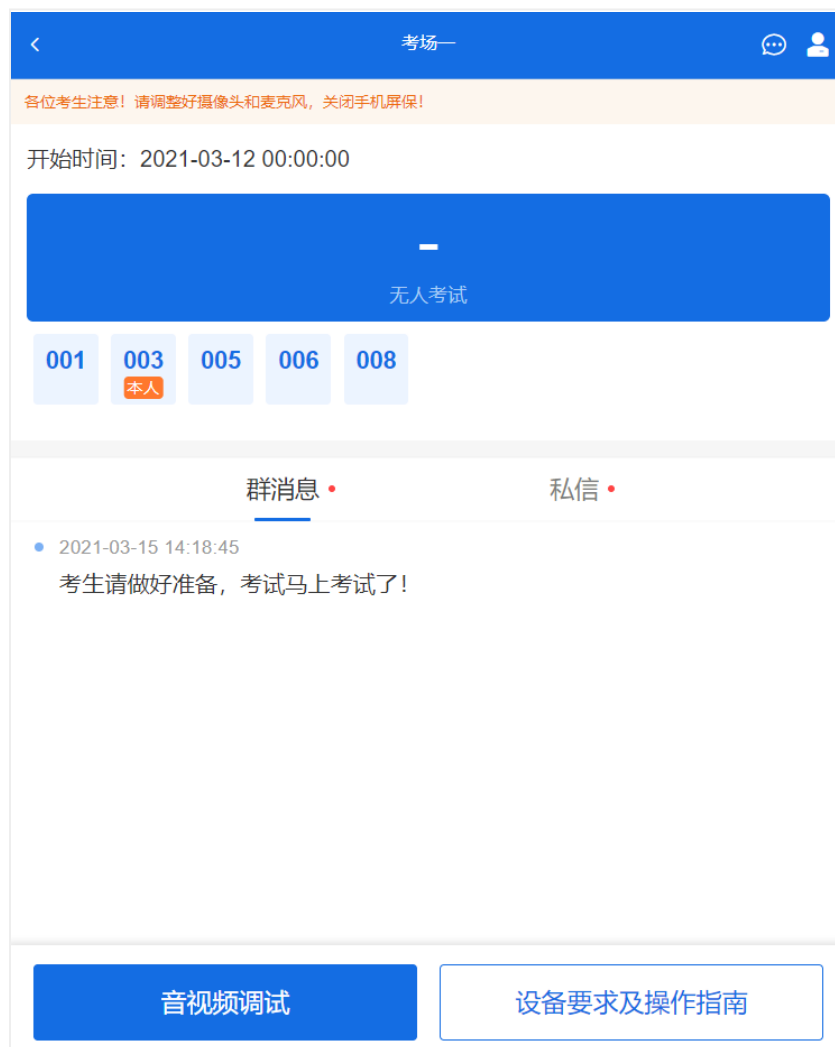 考场一
各位考生注意！请调整好摄像头和麦克风，关闭手机屏保！
开始时间：2021-03-12 00:00:00
-
无人考试
001 003 005 006 008
本人
群消息 私信
2021-03-15 14:18:45
考生请做好准备，考试马上考试了！
音视频调试 设备要求及操作指南